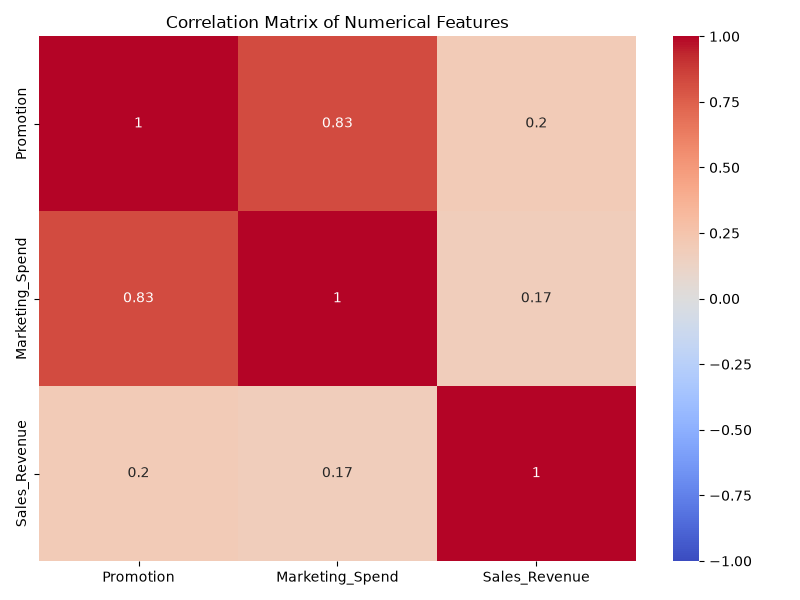 Correlation Matrix of Numerical Features
Promotion
1
0.83
0.2
Marketing_Spend
0.83
1
0.17
Sales_Revenue
0.2
0.17
1
Promotion
Marketing_Spend
Sales_Revenue
1.00
0.75
0.50
0.25
0.00
−0.25
−0.50
−0.75
−1.00